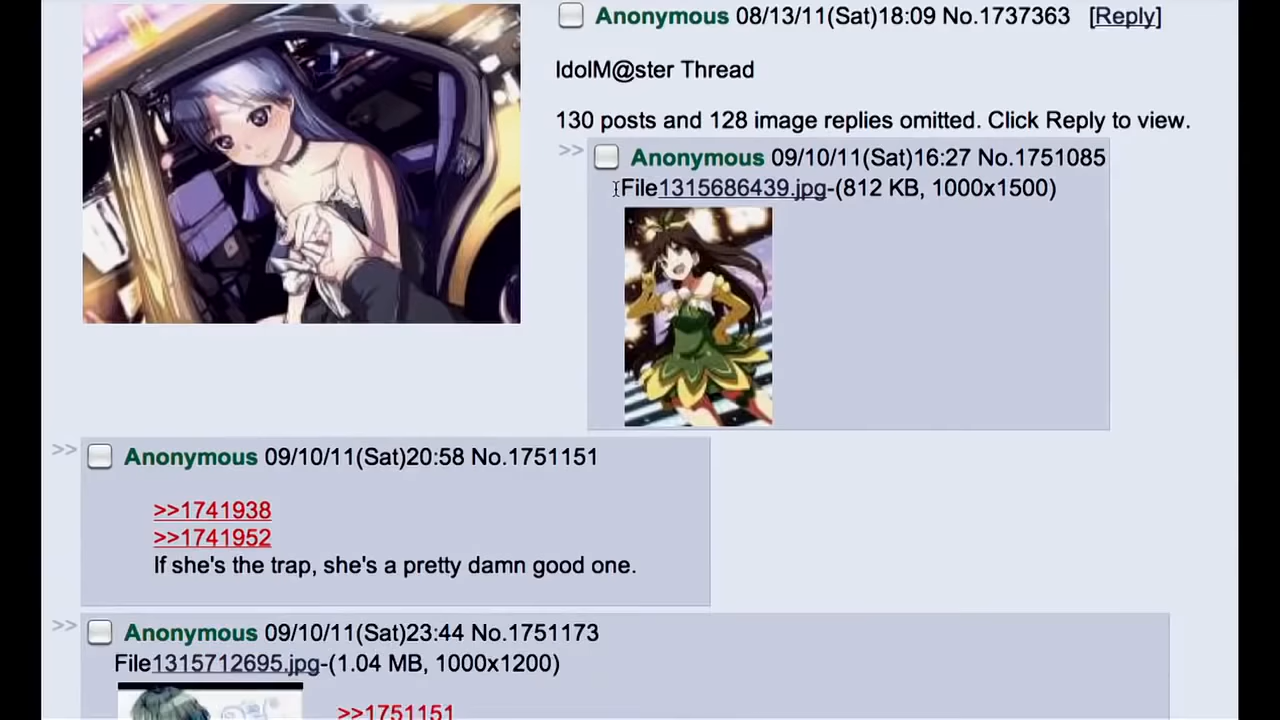 Anonymous 08/13/11(Sat)18:09 No.1737363 [Reply]
IdolM@ster Thread
130 posts and 128 image replies omitted. Click Reply to view.
>> Anonymous 09/10/11(Sat)16:27 No.1751085
File1315686439.jpg-(812 KB, 1000x1500)
>> Anonymous 09/10/11(Sat)20:58 No.1751151
>>1741938
>>1741952
If she's the trap, she's a pretty damn good one.
>> Anonymous 09/10/11(Sat)23:44 No.1751173
File1315712695.jpg-(1.04 MB, 1000x1200)
>>1751151